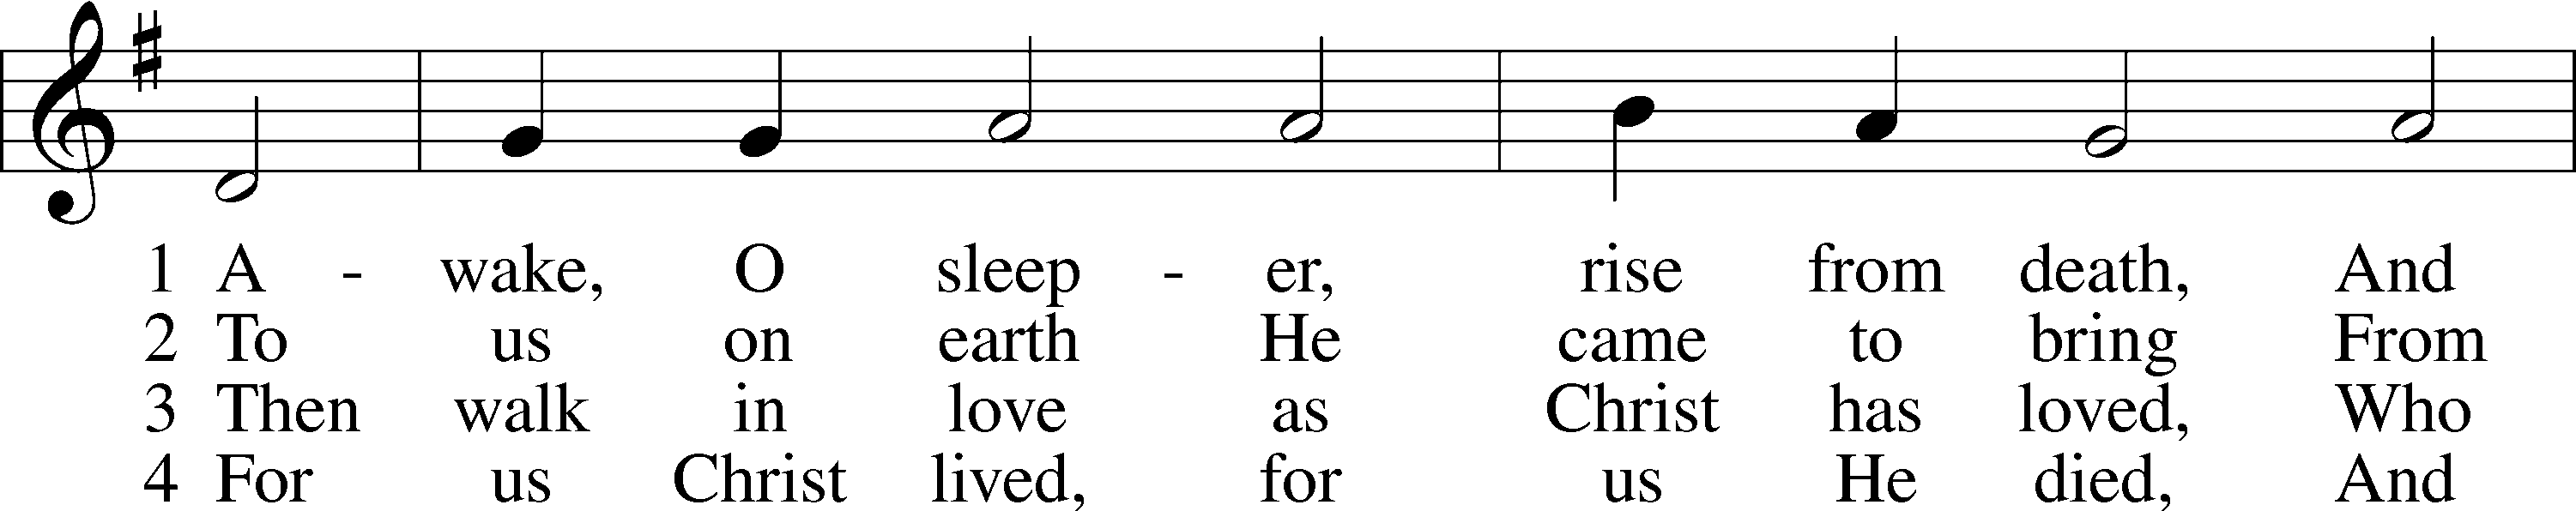 1 A - wake, O sleep - er, rise from death, And
2 To us on earth He came to bring From
3 Then walk in love as Christ has loved, Who
4 For us Christ lived, for us He died, And